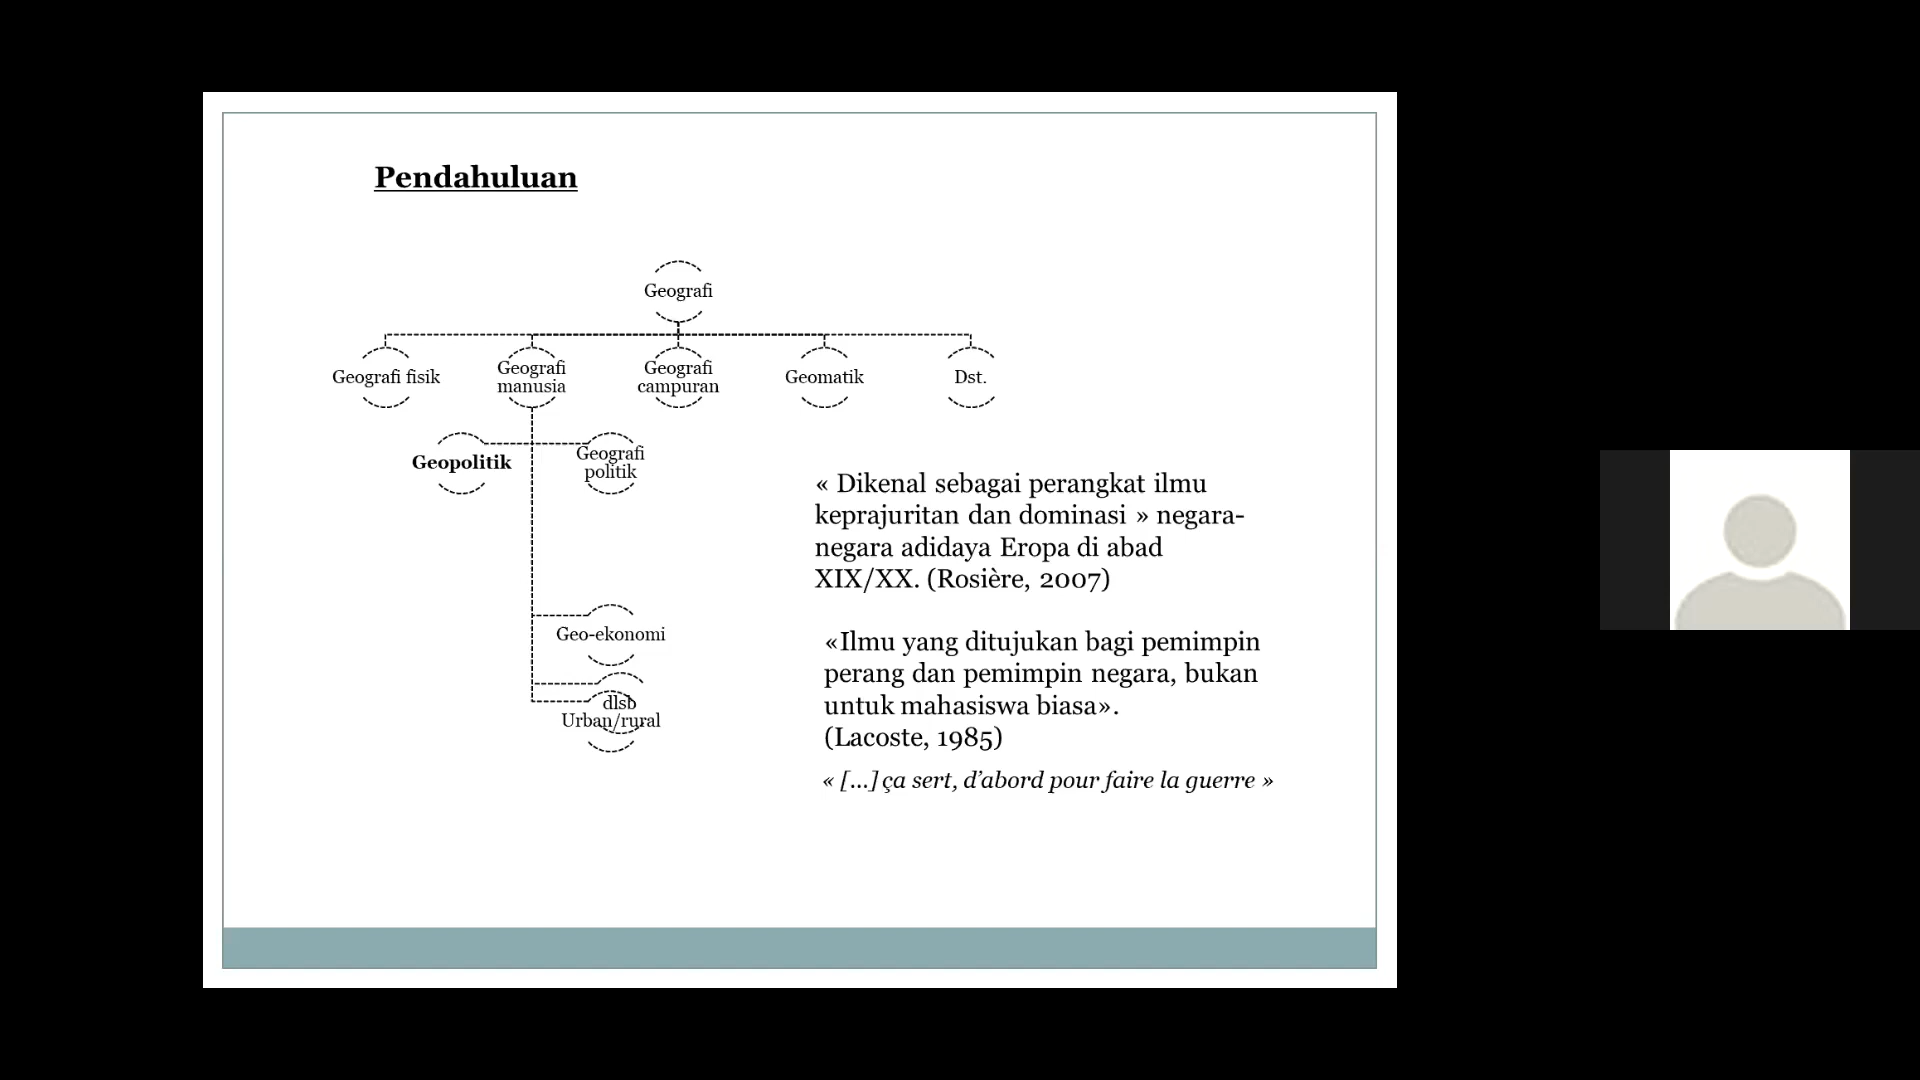 Pendahuluan
Geografi
Geografi fisik
Geografi
manusia
Geografi
campuran
Geomatik
Dst.
Geopolitik
Geografi
politik
Geo-ekonomi
dlsb
Urban/rural
« Dikenal sebagai perangkat ilmu
keprajuritan dan dominasi » negara-
negara adidaya Eropa di abad
XIX/XX. (Rosière, 2007)
«Ilmu yang ditujukan bagi pemimpin
perang dan pemimpin negara, bukan
untuk mahasiswa biasa».
(Lacoste, 1985)
« [...] ça sert, d’abord pour faire la guerre »